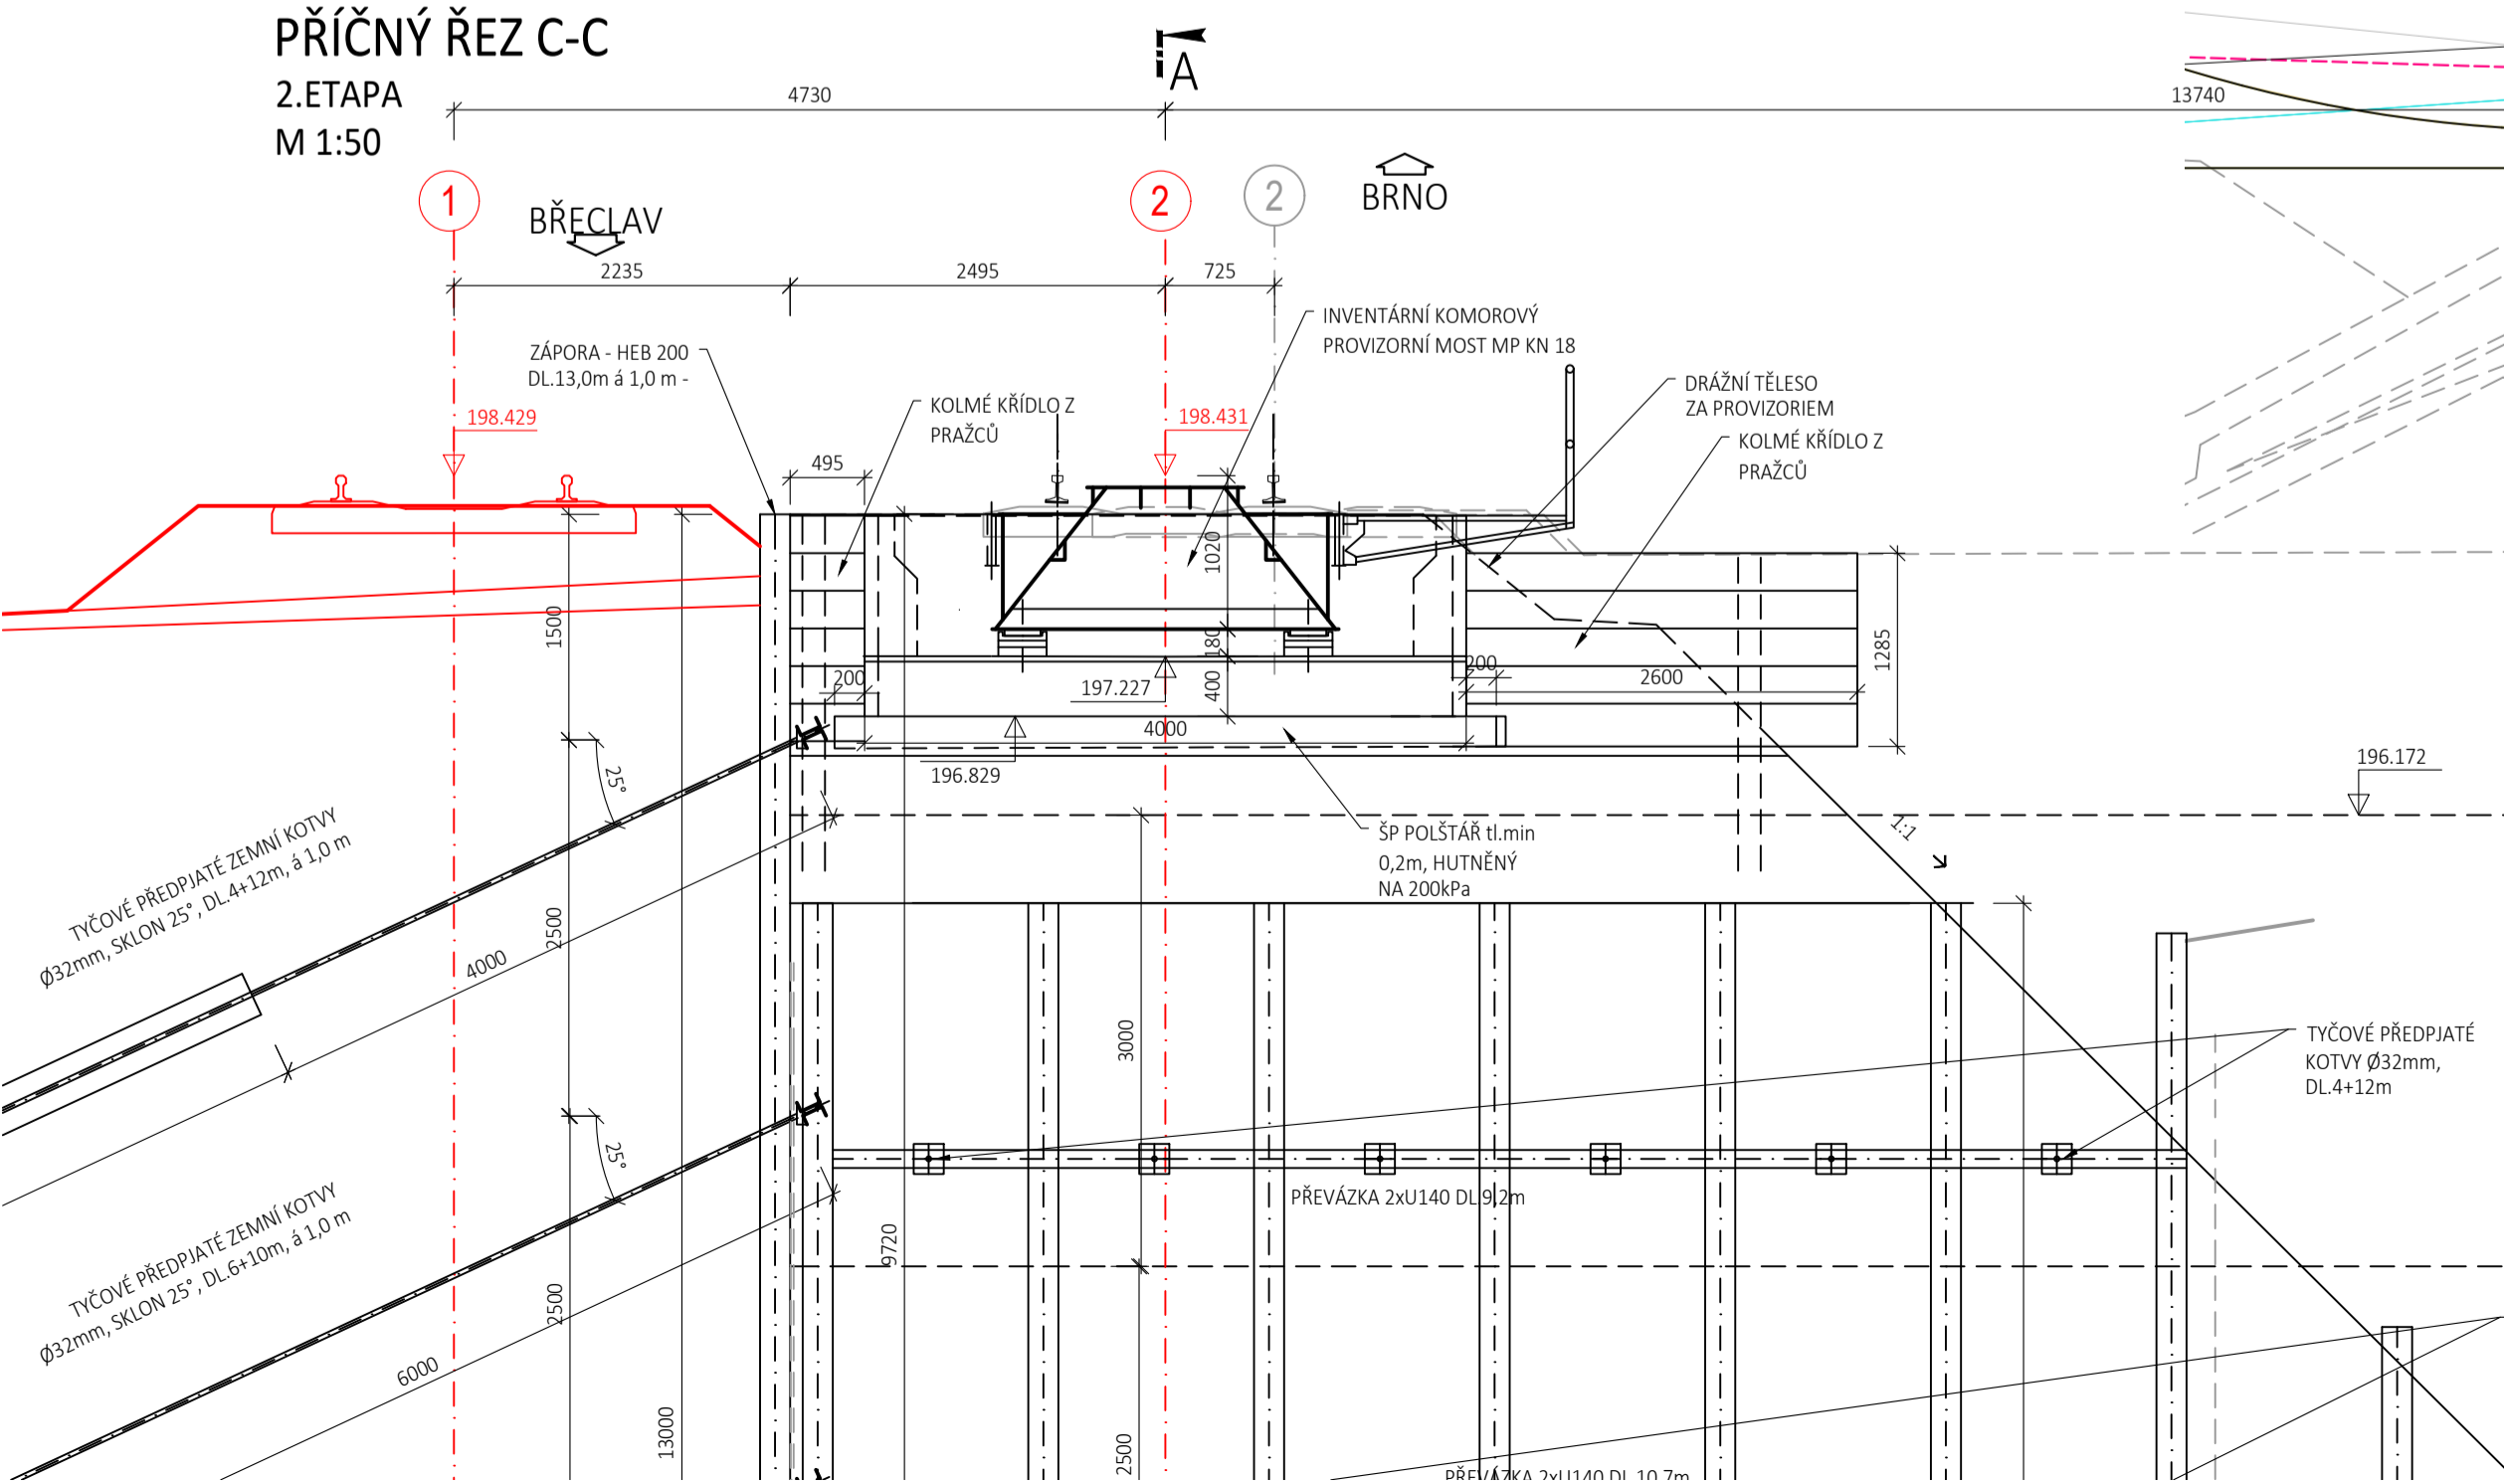 PŘÍČNÝ ŘEZ C-C
2.ETAPA
M 1:50
A
4730
13740
1
2
2
BŘECLAV
BRNO
2235
2495
725
INVENTÁRNÍ KOMOROVÝ
PROVIZORNÍ MOST MP KN 18
ZÁPORA - HEB 200
DL.13,0m á 1,0 m -
DRÁŽNÍ TĚLESO
ZA PROVIZORIEM
KOLMÉ KŘÍDLO Z
PRAŽCŮ
198.429
198.431
KOLMÉ KŘÍDLO Z
PRAŽCŮ
495
1020
1500
180
1285
200
200
2600
197.227
400
4000
196.829
196.172
25°
ŠP POLŠTÁŘ tl.min
0,2m, HUTNĚNÝ
NA 200kPa
1:1
TYČOVÉ PŘEDPJATÉ ZEMNÍ KOTVY
Ø32mm, SKLON 25°, DL.4+12m, á 1,0 m
2500
4000
3000
TYČOVÉ PŘEDPJATÉ
KOTVY Ø32mm,
DL.4+12m
25°
PŘEVÁZKA 2xU140 DL.9,2m
9720
TYČOVÉ PŘEDPJATÉ ZEMNÍ KOTVY
Ø32mm, SKLON 25°, DL.6+10m, á 1,0 m
2500
6000
13000
2500
PŘEVÁZKA 2xU140 DL.10,7m